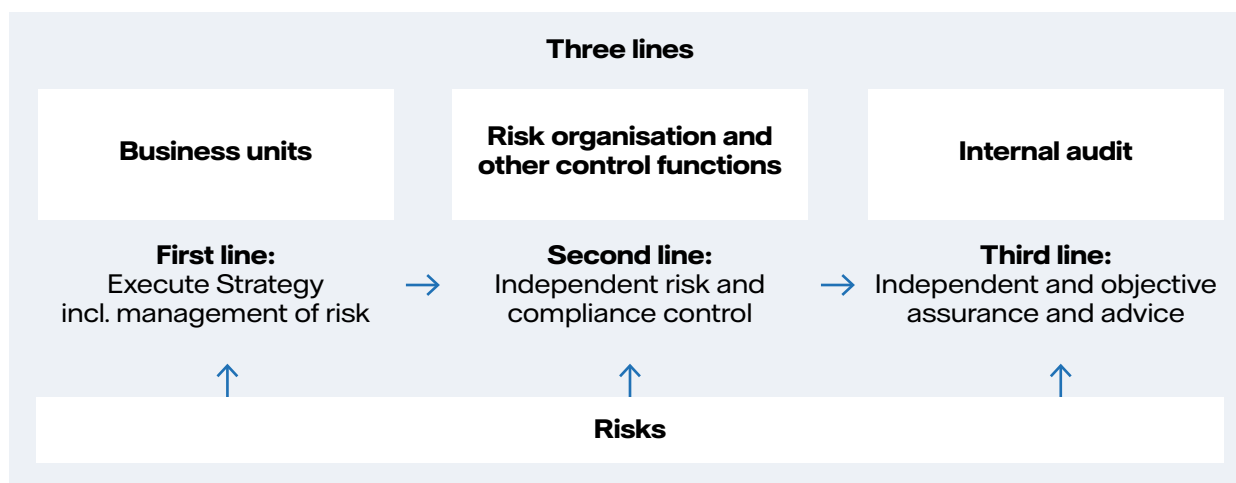 Three lines
Business units
Risk organisation and
other control functions
Internal audit
First line:
Execute Strategy
incl. management of risk
Second line:
Independent risk and
compliance control
Third line:
Independent and objective
assurance and advice
Risks